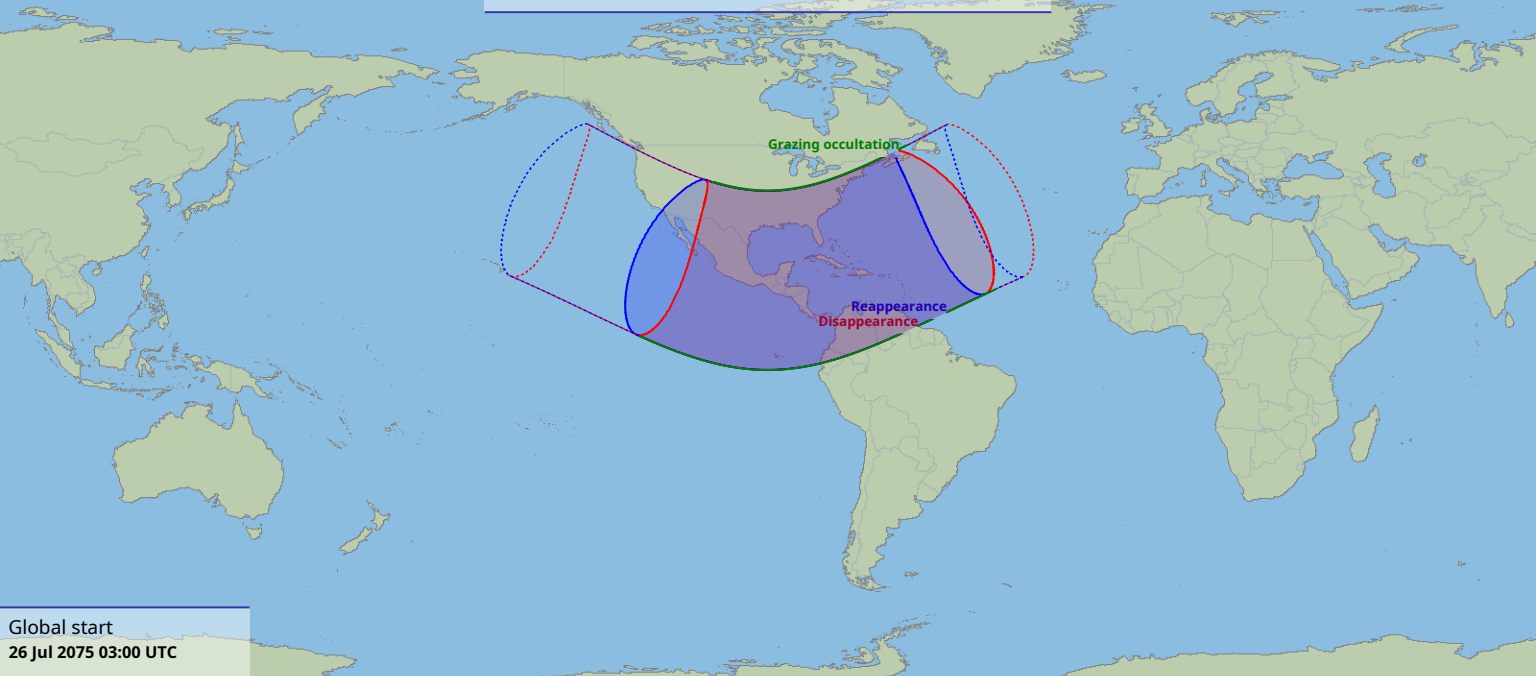 Grazing occultation
Reappearance
Disappearance
Global start
26 Jul 2075 03:00 UTC